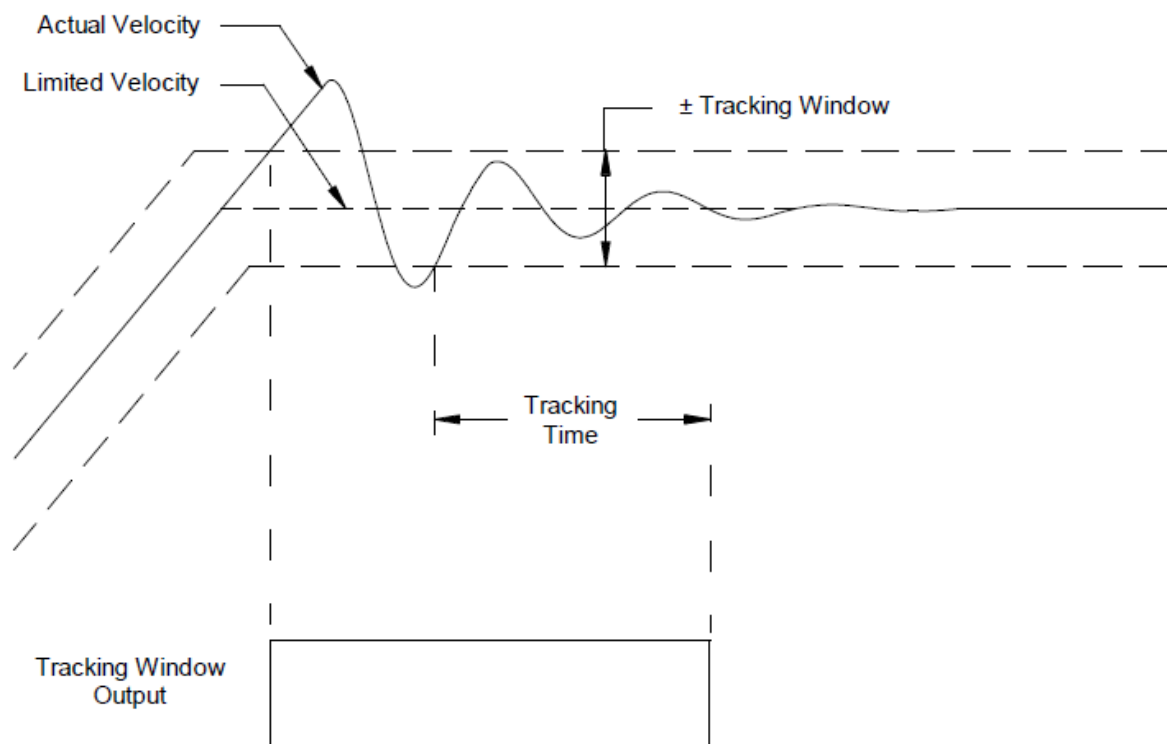 Actual Velocity
Limited Velocity
± Tracking Window
Tracking
Time
Tracking Window
Output